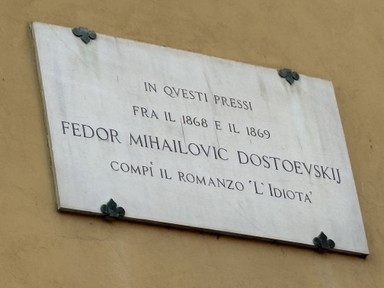 IN QVESTI PRESSI
FRA IL 1868 E IL 1869
FEDOR MIHAILOVIC DOSTOEVSKIJ
COMPÌ IL ROMANZO "L'IDIOTA"